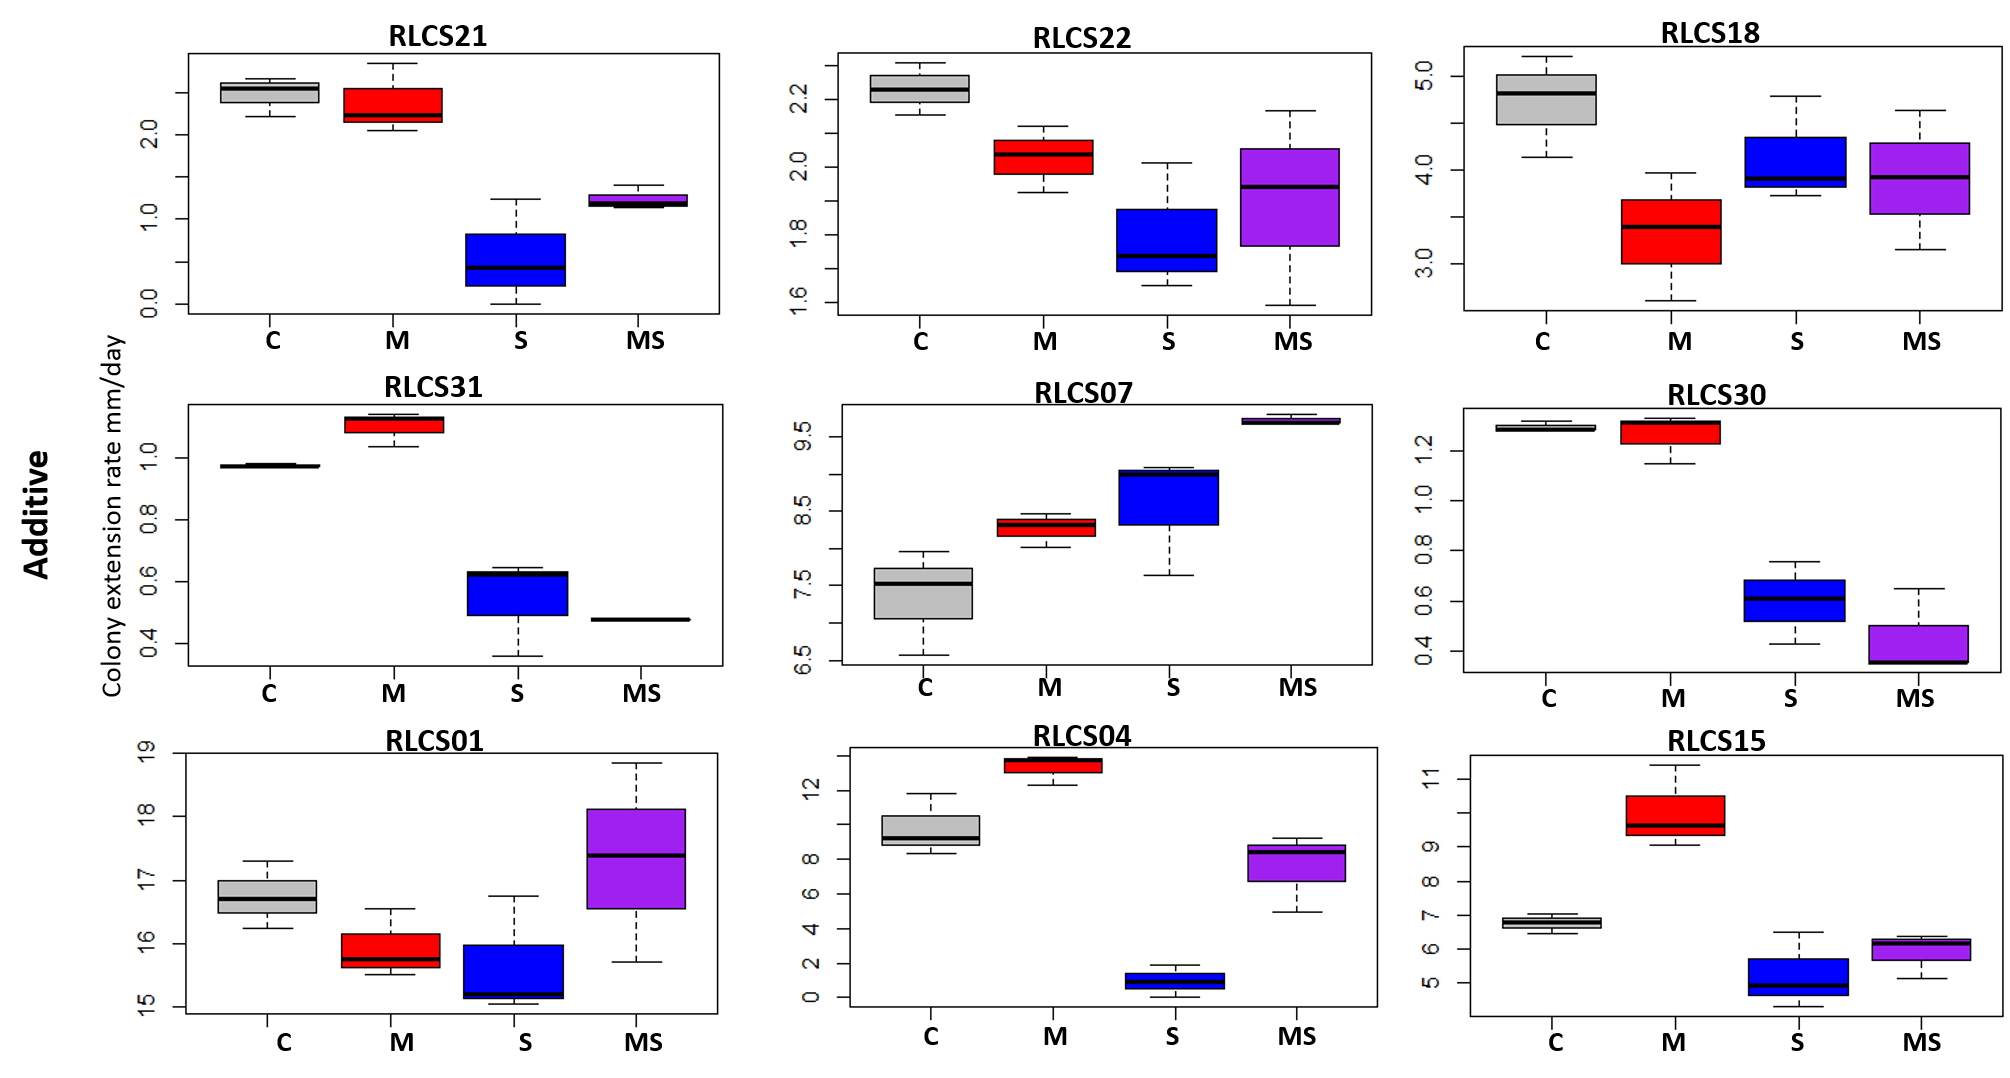 RLCS21
RLCS22
RLCS18
2.0
1.0
0.0
C M S MS
2.2
2.0
1.8
1.6
C M S MS
5.0
4.0
3.0
C M S MS
Additive
Colony extension rate mm/day
RLCS31
RLCS07
RLCS30
1.0
0.8
0.6
0.4
C M S MS
9.5
8.5
7.5
6.5
C M S MS
1.2
1.0
0.8
0.6
0.4
C M S MS
RLCS01
RLCS04
RLCS15
19
18
17
16
15
C M S MS
12
8
6
4
2
0
C M S MS
11
9
8
7
6
5
C M S MS